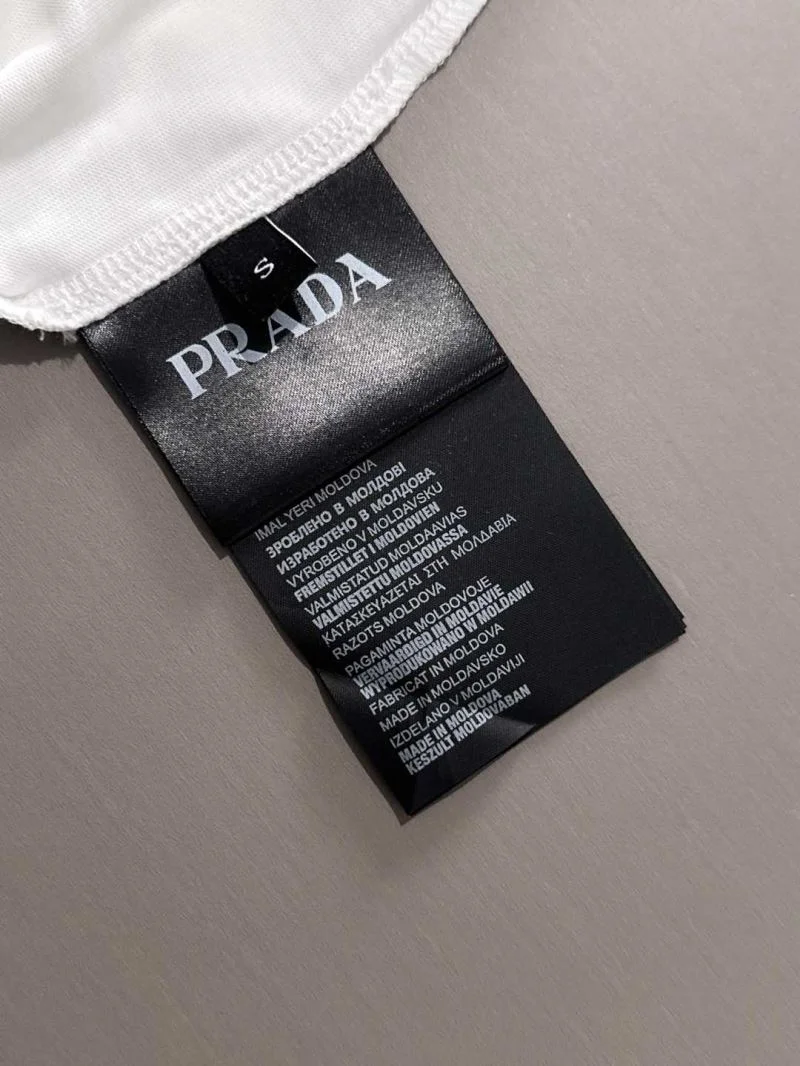 S
PRADA
IMAL YERI MOLDOVA
ЗРОБЛЕНО В МОЛДОВІ
ИЗРАБОТЕНО В МОЛДОВА
VYROBENO V MOLDAVSKU
FREMSTILLET I MOLDOVIEN
VALMISTATUD MOLDAAVIAS
VALMISTETTU MOLDOVASSA
ΚΑΤΑΣΚΕΥΑΖΕΤΑΙ ΣΤΗ ΜΟΛΔΑΒΙΑ
RAZOTS MOLDOVA
PAGAMINTA MOLDOVOJE
VERVAARDIGD IN MOLDAVIE
WYPRODUKOWANO W MOLDAWII
FABRICAT IN MOLDOVA
MADE IN MOLDAVSKO
IZDELANO V MOLDAVIJI
MADE IN MOLDOVA
KESZULT MOLDOVABAN